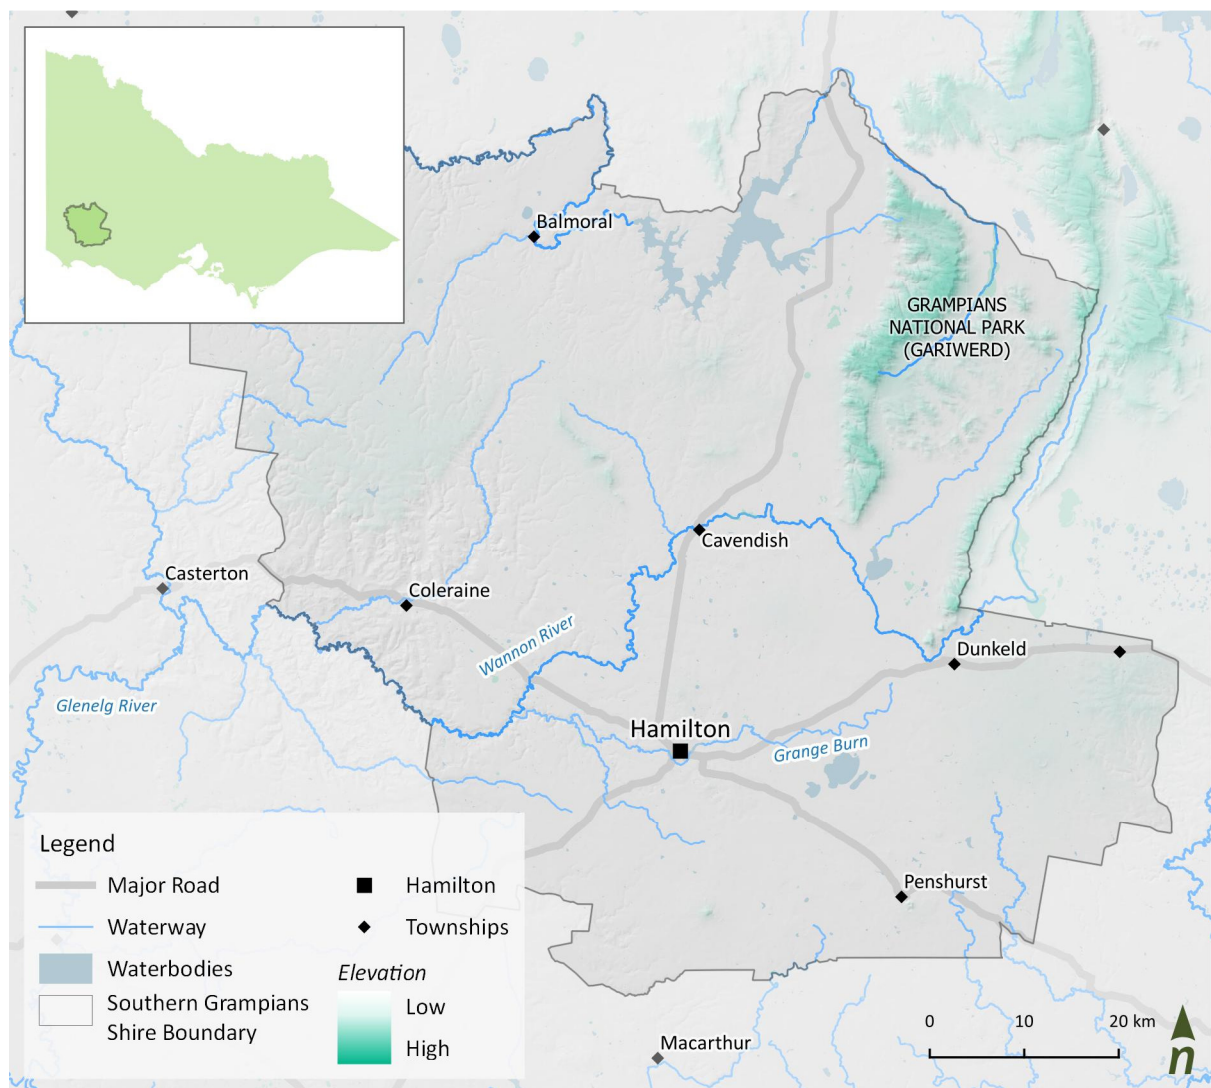 Balmoral
GRAMPIANS
NATIONAL PARK
(GARIWERD)
Cavendish
Casterton
Coleraine
Wannon River
Dunkeld
Glenelg River
Hamilton
Grange Burn
Penshurst
Macarthur
Legend
Major Road
Waterway
Waterbodies
Southern Grampians
Shire Boundary
Hamilton
Townships
Elevation
Low
High
0 10 20 km
n